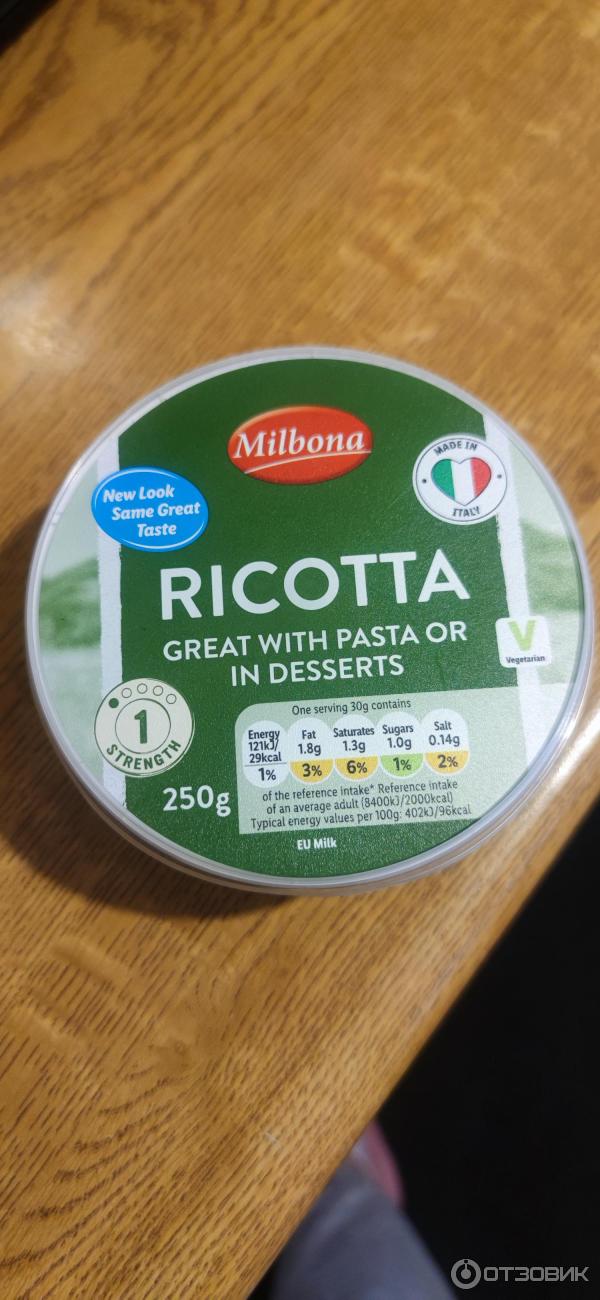 Milbona
MADE IN
ITALY
New Look
Same Great
Taste
RICOTTA
GREAT WITH PASTA OR
IN DESSERTS
V
Vegetarian
1
STRENGTH
250g
One serving 30g contains
Energy
121kJ/
29kcal
1%
Fat
1.8g
3%
Saturates
1.3g
6%
Sugars
1.0g
1%
Salt
0.14g
2%
of the reference intake* Reference intake
of an average adult (8400kJ/2000kcal)
Typical energy values per 100g: 402kJ/96kcal
EU Milk
ОТЗОВИК